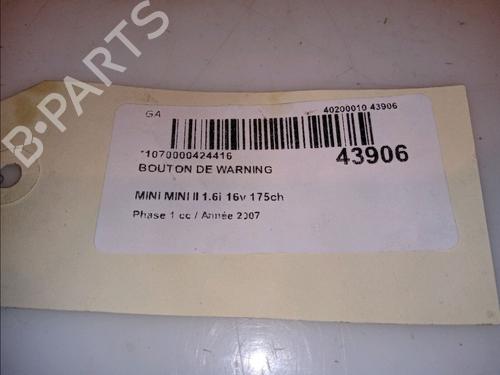 B-PARTS
GA
40200010 43906
*1070000424416
43906
BOUTON DE WARNING
MINI MINI II 1.6i 16v 175ch
Phase 1 cc / Année 2007